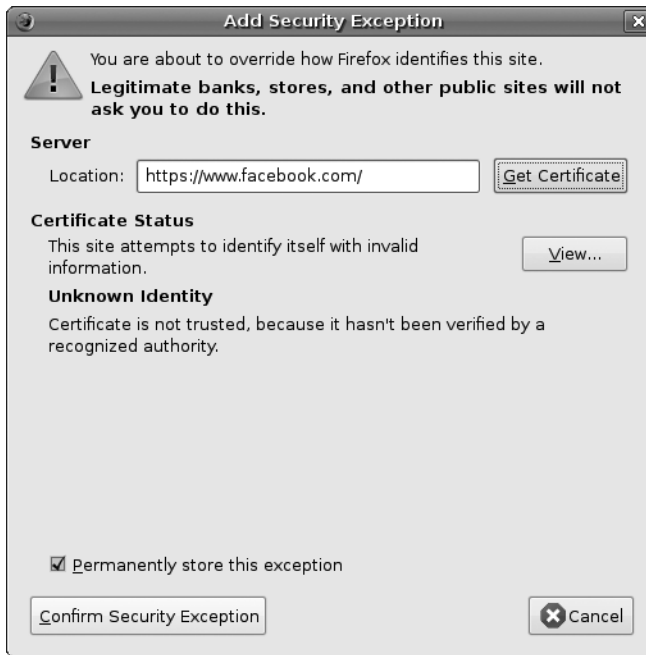 Add Security Exception
You are about to override how Firefox identifies this site.
Legitimate banks, stores, and other public sites will not
ask you to do this.
Server
Location: https://www.facebook.com/ Get Certificate
Certificate Status
This site attempts to identify itself with invalid
information.
View...
Unknown Identity
Certificate is not trusted, because it hasn't been verified by a
recognized authority.
Permanently store this exception
Confirm Security Exception Cancel